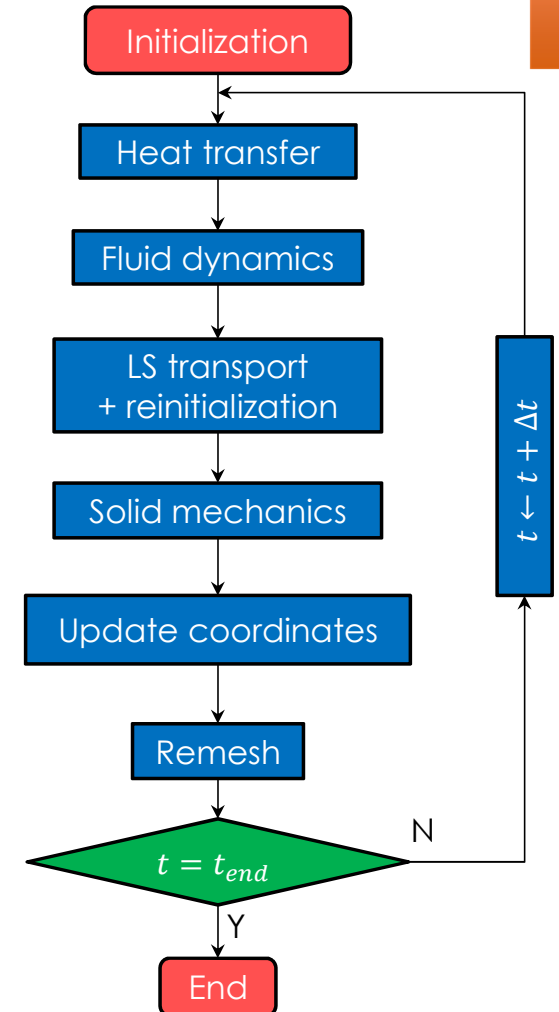 Initialization
Heat transfer
Fluid dynamics
LS transport
+ reinitialization
Solid mechanics
Update coordinates
Remesh
t = t_end
N
Y
End
t ← t + Δt